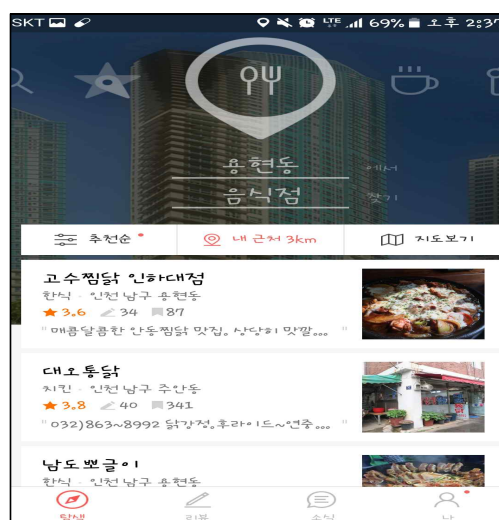 SKT LTE 69% 오후 2:37
용현동 에서
음식점 찾기
추천순 내 근처 3km 지도보기
고수찜닭 인하대점
한식 · 인천 남구 용현동
3.6 34 87
" 매콤달콤한 안동찜닭 맛집. 상당히 맛깔... "
대오통닭
치킨 · 인천 남구 주안동
3.8 40 341
" 032)863~8992 닭강정,후라이드~연중... "
남도뽀글이
한식 · 인천 남구 용현동
탐색 리뷰 소식 나